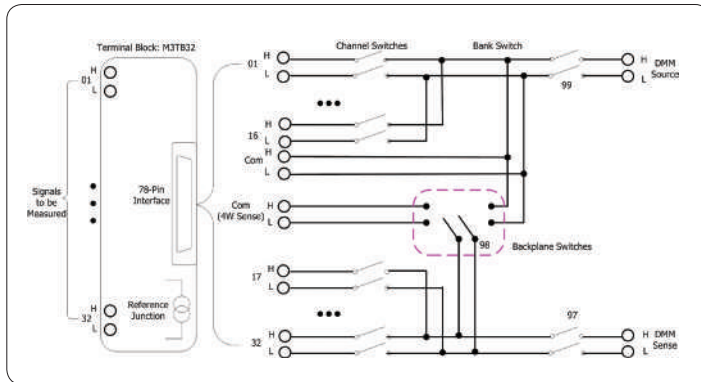 Terminal Block: M3TB32
H
01
L
Signals
to be
Measured
78-Pin
Interface
Reference
Junction
H
32
L
Channel Switches
Bank Switch
H
01
L
H
16
L
H
Com
L
Com
(4W Sense)
H
L
H
17
L
H
32
L
99
H
DMM
L
Source
98
Backplane Switches
97
H
DMM
L
Sense